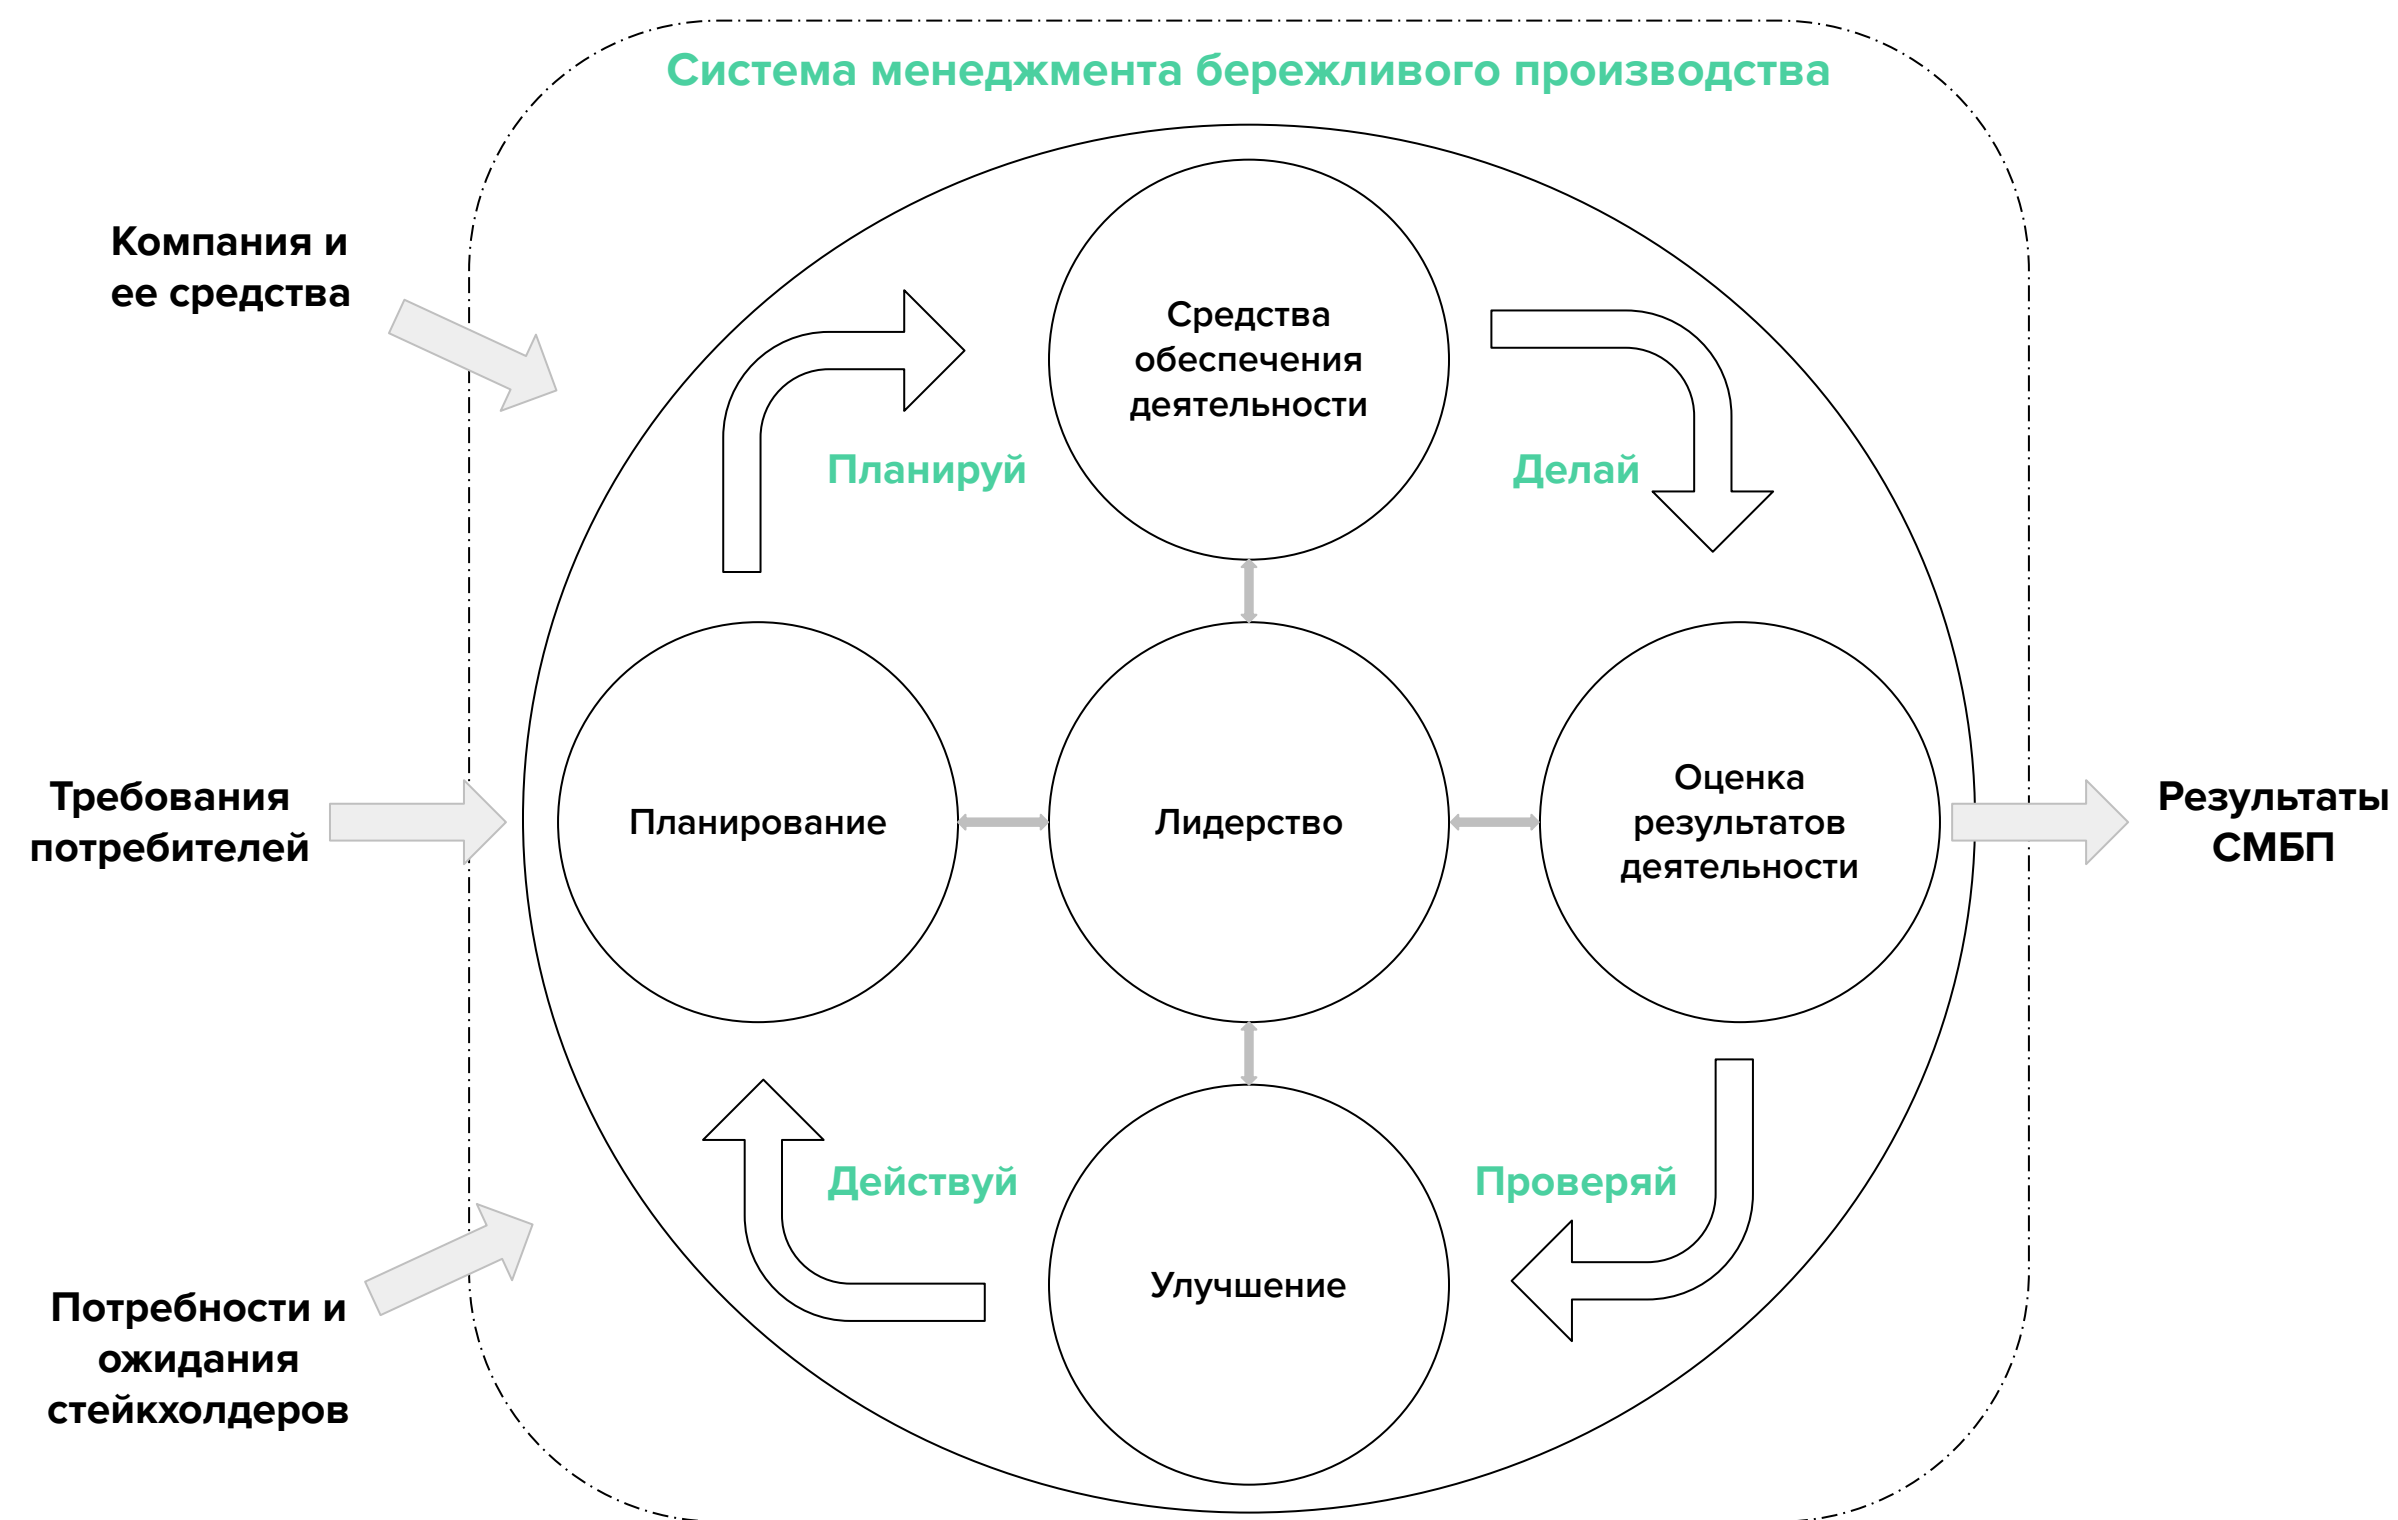 Система менеджмента бережливого производства
Компания и
ее средства
Средства
обеспечения
деятельности
Планируй
Делай
Требования
потребителей
Планирование
Лидерство
Оценка
результатов
деятельности
Результаты
СМБП
Действуй
Проверяй
Улучшение
Потребности и
ожидания
стейкхолдеров